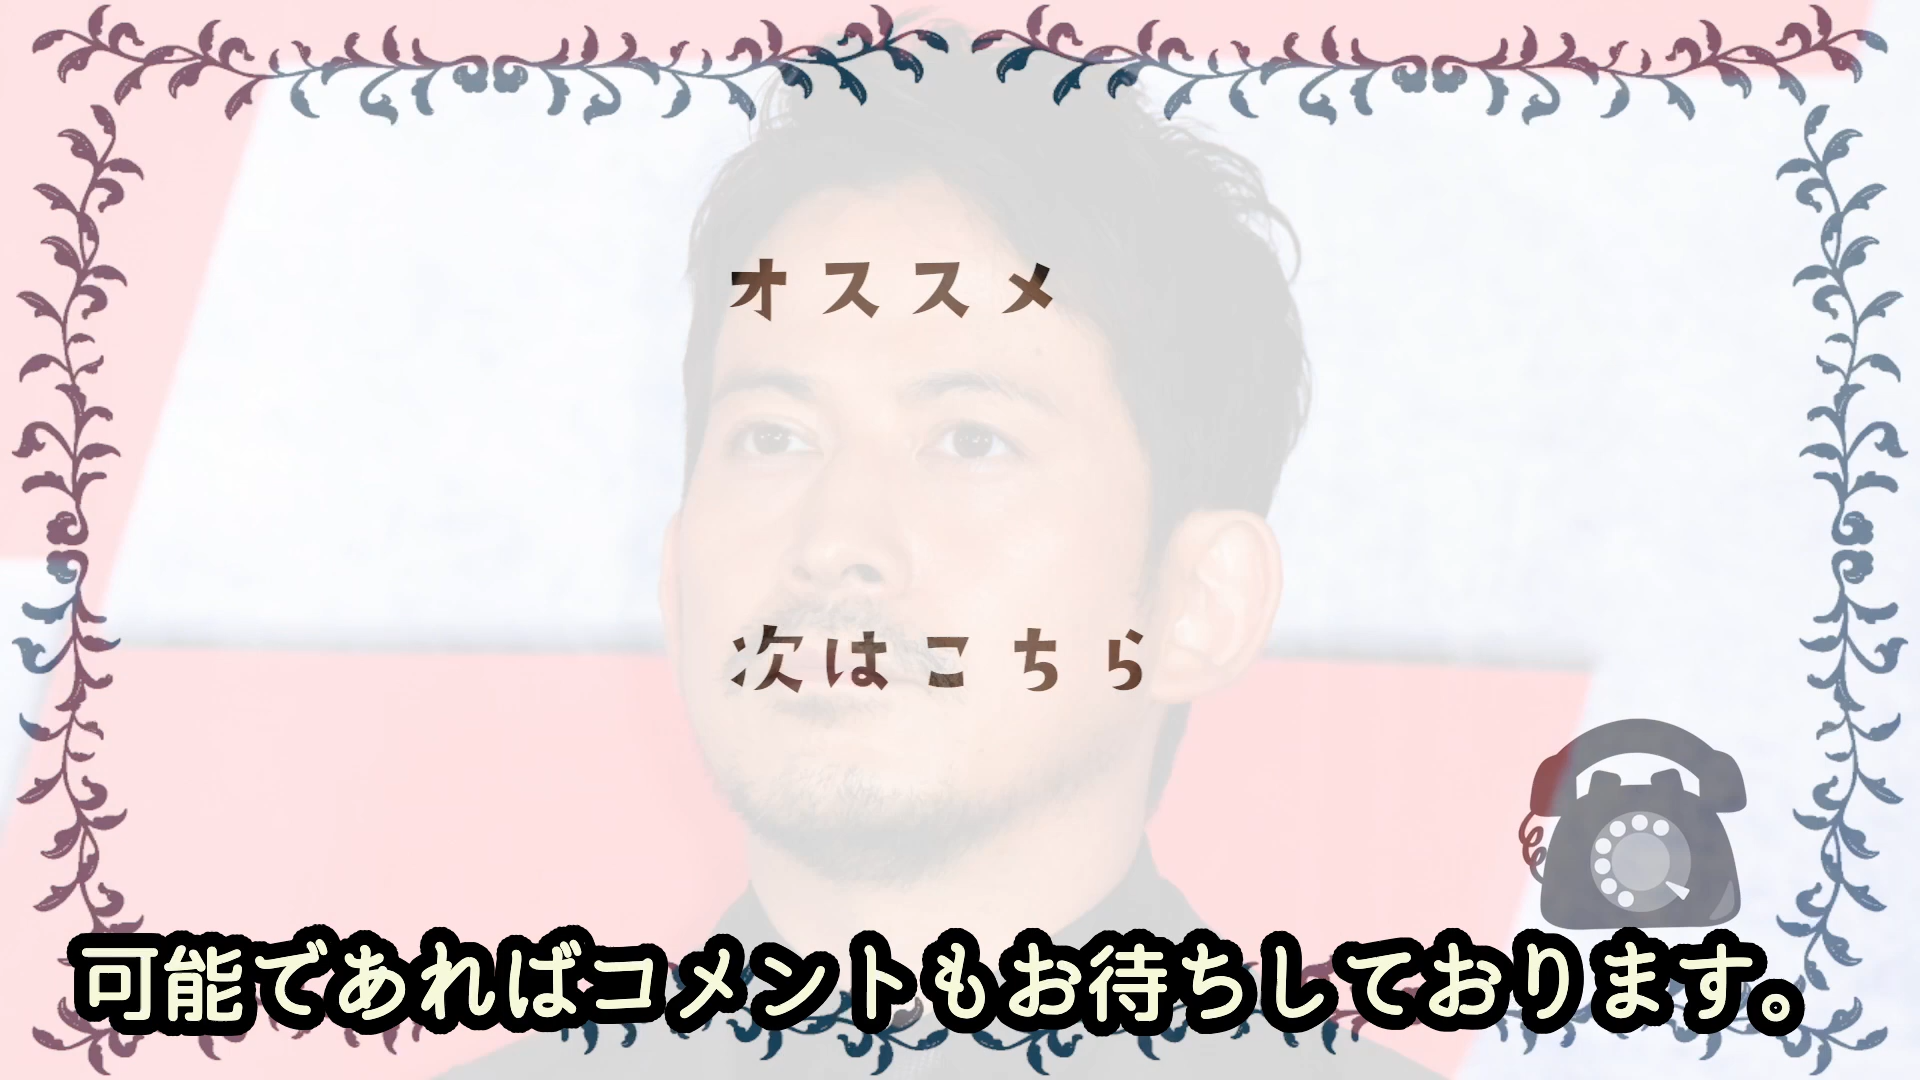 オススメ
次はこちら
可能であればコメントもお待ちしております。